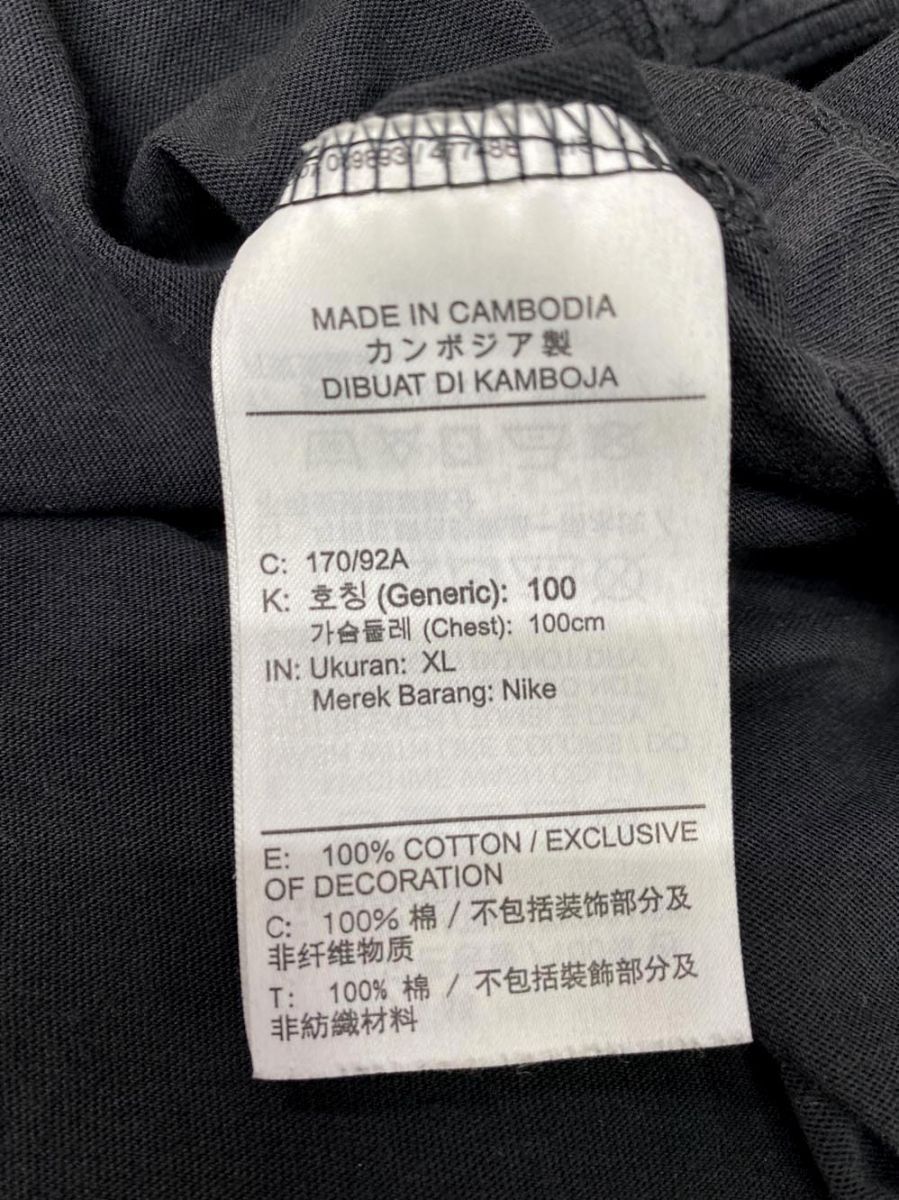 049893/477488
MADE IN CAMBODIA
カンボジア製
DIBUAT DI KAMBOJA
C: 170/92A
K: 호칭 (Generic): 100
가슴둘레 (Chest): 100cm
IN: Ukuran: XL
Merek Barang: Nike
E: 100% COTTON / EXCLUSIVE
OF DECORATION
C: 100% 棉 / 不包括装饰部分及
非纤维物质
T: 100% 棉 / 不包括裝飾部分及
非紡織材料